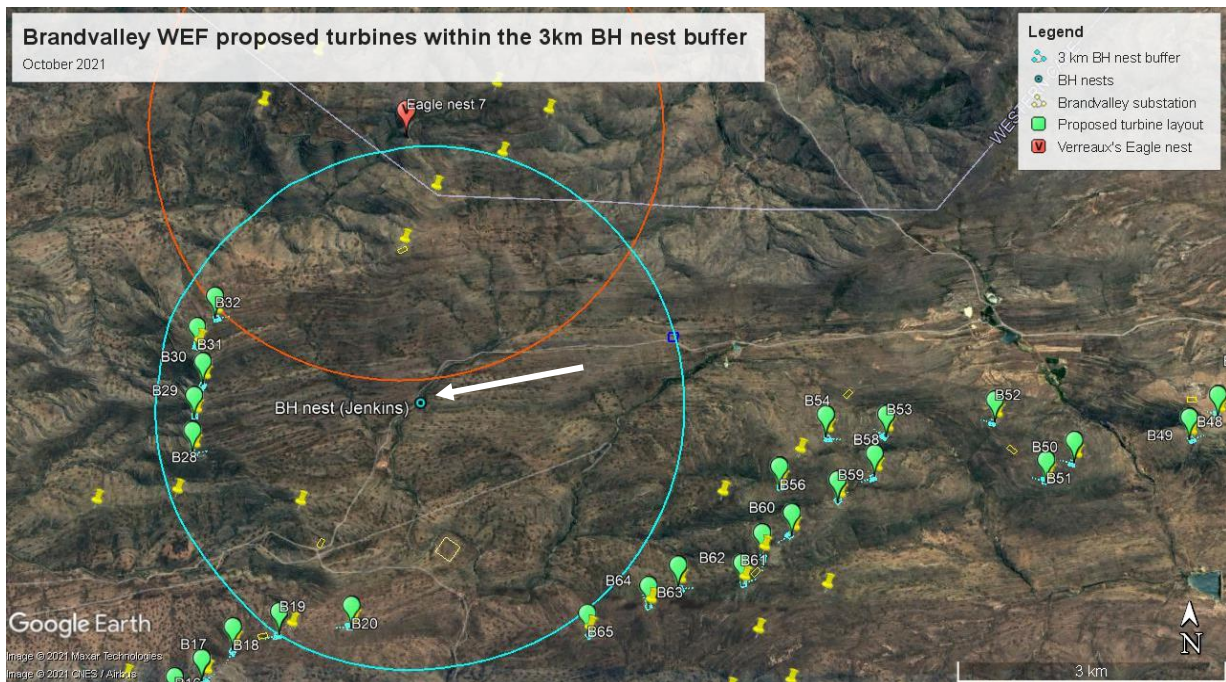 Brandvalley WEF proposed turbines within the 3km BH nest buffer
October 2021
Legend
3 km BH nest buffer
BH nests
Brandvalley substation
Proposed turbine layout
V Verreaux's Eagle nest
Eagle nest 7
B32
B31
B30
B29
B28
BH nest (Jenkins)
B54
B53
B52
B58
B48
B49
B50
B51
B56
B59
B60
B62
B61
B64
B63
B65
B19
B20
B18
B17
Google Earth
Image © 2021 Maxar Technologies
Image © 2021 CNES / Airbus
N
3 km